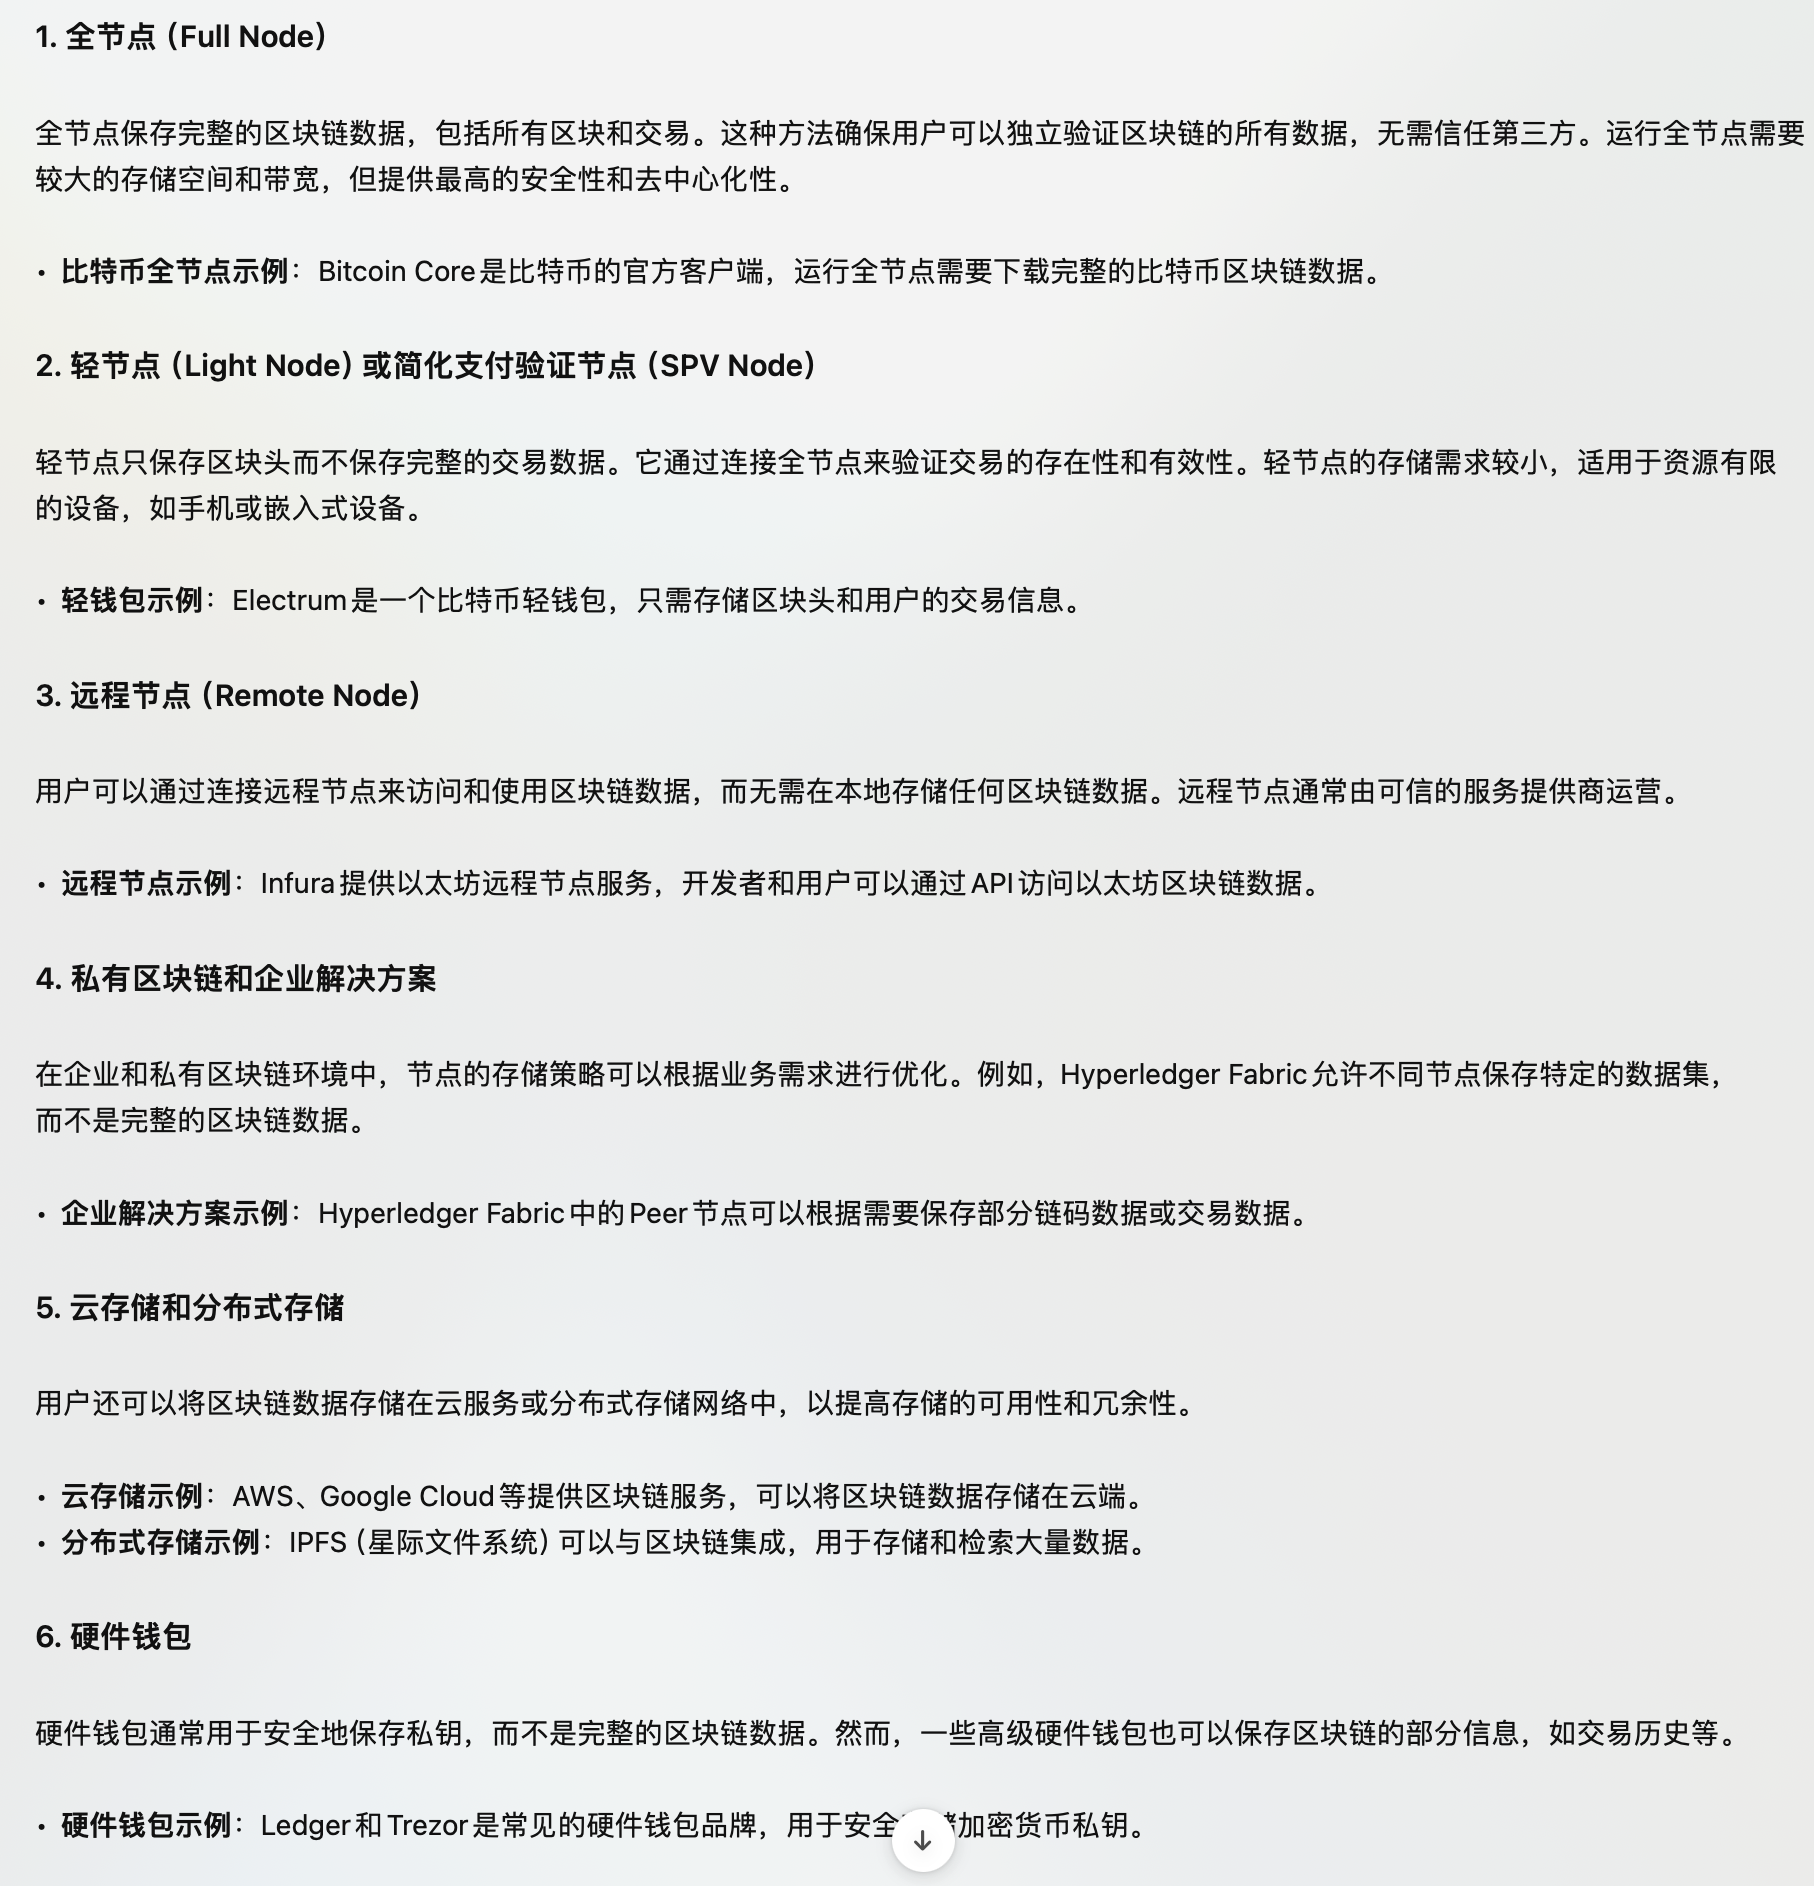 1. 全节点（Full Node）
全节点保存完整的区块链数据，包括所有区块和交易。这种方法确保用户可以独立验证区块链的所有数据，无需信任第三方。运行全节点需要
较大的存储空间和带宽，但提供最高的安全性和去中心化性。
• 比特币全节点示例：Bitcoin Core是比特币的官方客户端，运行全节点需要下载完整的比特币区块链数据。
2. 轻节点（Light Node）或简化支付验证节点（SPV Node）
轻节点只保存区块头而不保存完整的交易数据。它通过连接全节点来验证交易的存在性和有效性。轻节点的存储需求较小，适用于资源有限
的设备，如手机或嵌入式设备。
• 轻钱包示例：Electrum是一个比特币轻钱包，只需存储区块头和用户的交易信息。
3. 远程节点（Remote Node）
用户可以通过连接远程节点来访问和使用区块链数据，而无需在本地存储任何区块链数据。远程节点通常由可信的服务提供商运营。
• 远程节点示例：Infura提供以太坊远程节点服务，开发者和用户可以通过API访问以太坊区块链数据。
4. 私有区块链和企业解决方案
在企业和私有区块链环境中，节点的存储策略可以根据业务需求进行优化。例如，Hyperledger Fabric允许不同节点保存特定的数据集，
而不是完整的区块链数据。
• 企业解决方案示例：Hyperledger Fabric中的Peer节点可以根据需要保存部分链码数据或交易数据。
5. 云存储和分布式存储
用户还可以将区块链数据存储在云服务或分布式存储网络中，以提高存储的可用性和冗余性。
• 云存储示例：AWS、Google Cloud等提供区块链服务，可以将区块链数据存储在云端。
• 分布式存储示例：IPFS（星际文件系统）可以与区块链集成，用于存储和检索大量数据。
6. 硬件钱包
硬件钱包通常用于安全地保存私钥，而不是完整的区块链数据。然而，一些高级硬件钱包也可以保存区块链的部分信息，如交易历史等。
• 硬件钱包示例：Ledger和Trezor是常见的硬件钱包品牌，用于安全 加密货币私钥。